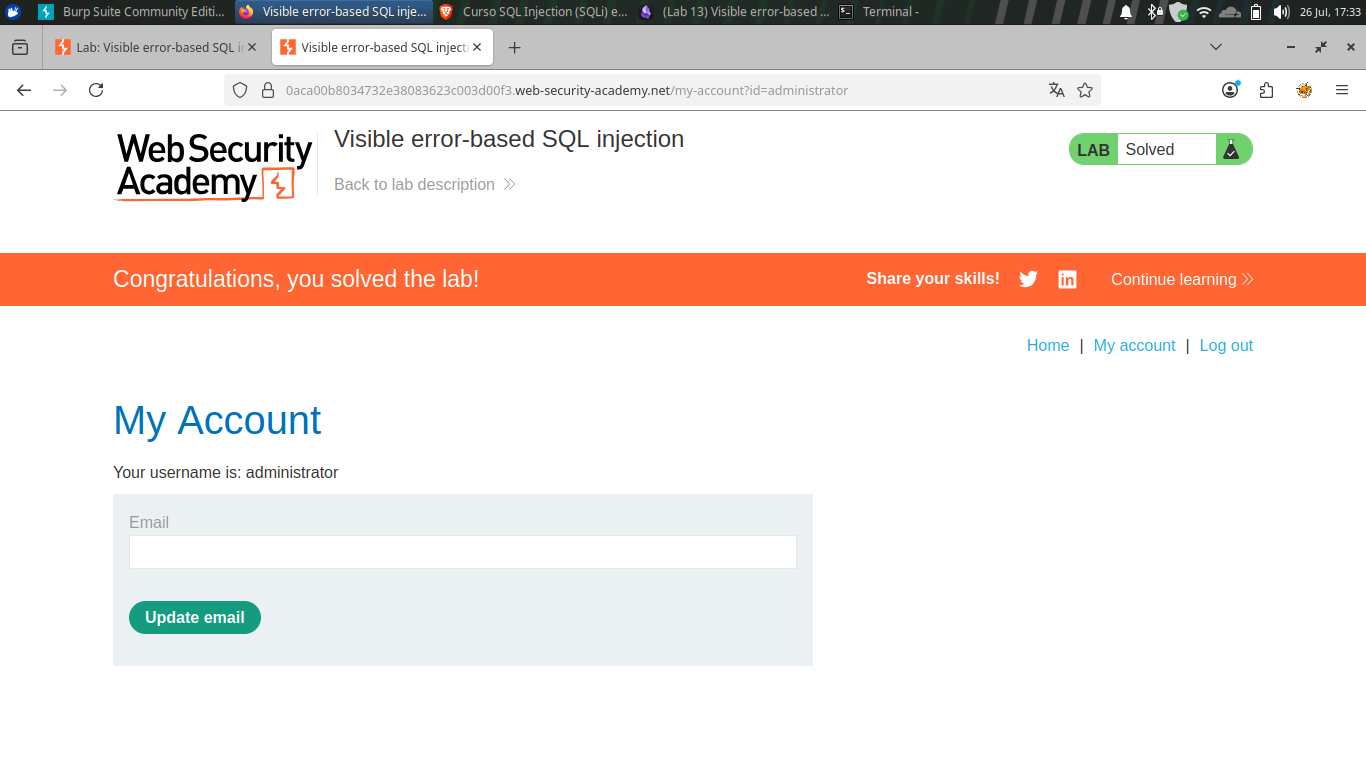 Burp Suite Community Editi... Visible error-based SQL inje... Curso SQL Injection (SQLi) e... (Lab 13) Visible error-based ... Terminal - 26 Jul, 17:33
Lab: Visible error-based SQL i Visible error-based SQL injecti
0aca00b8034732e38083623c003d00f3.web-security-academy.net/my-account?id=administrator
Web Security
Academy
Visible error-based SQL injection
Back to lab description
LAB Solved
Congratulations, you solved the lab!
Share your skills!
Continue learning
Home | My account | Log out
My Account
Your username is: administrator
Email
Update email